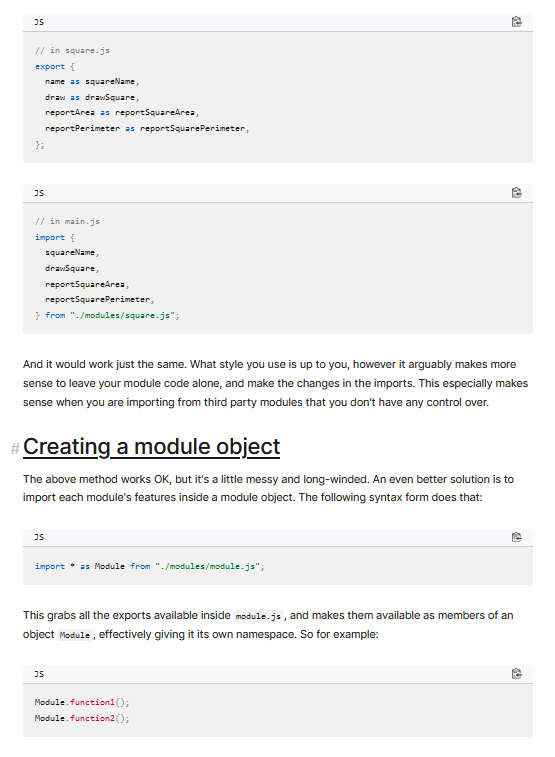 JS
// in square.js
export {
  name as squareName,
  draw as drawSquare,
  reportArea as reportSquareArea,
  reportPerimeter as reportSquarePerimeter,
};
JS
// in main.js
import {
  squareName,
  drawSquare,
  reportSquareArea,
  reportSquarePerimeter,
} from "./modules/square.js";
And it would work just the same. What style you use is up to you, however it arguably makes more
sense to leave your module code alone, and make the changes in the imports. This especially makes
sense when you are importing from third party modules that you don't have any control over.
# Creating a module object
The above method works OK, but it's a little messy and long-winded. An even better solution is to
import each module's features inside a module object. The following syntax form does that:
JS
import * as Module from "./modules/module.js";
This grabs all the exports available inside module.js, and makes them available as members of an
object Module, effectively giving it its own namespace. So for example:
JS
Module.function1();
Module.function2();